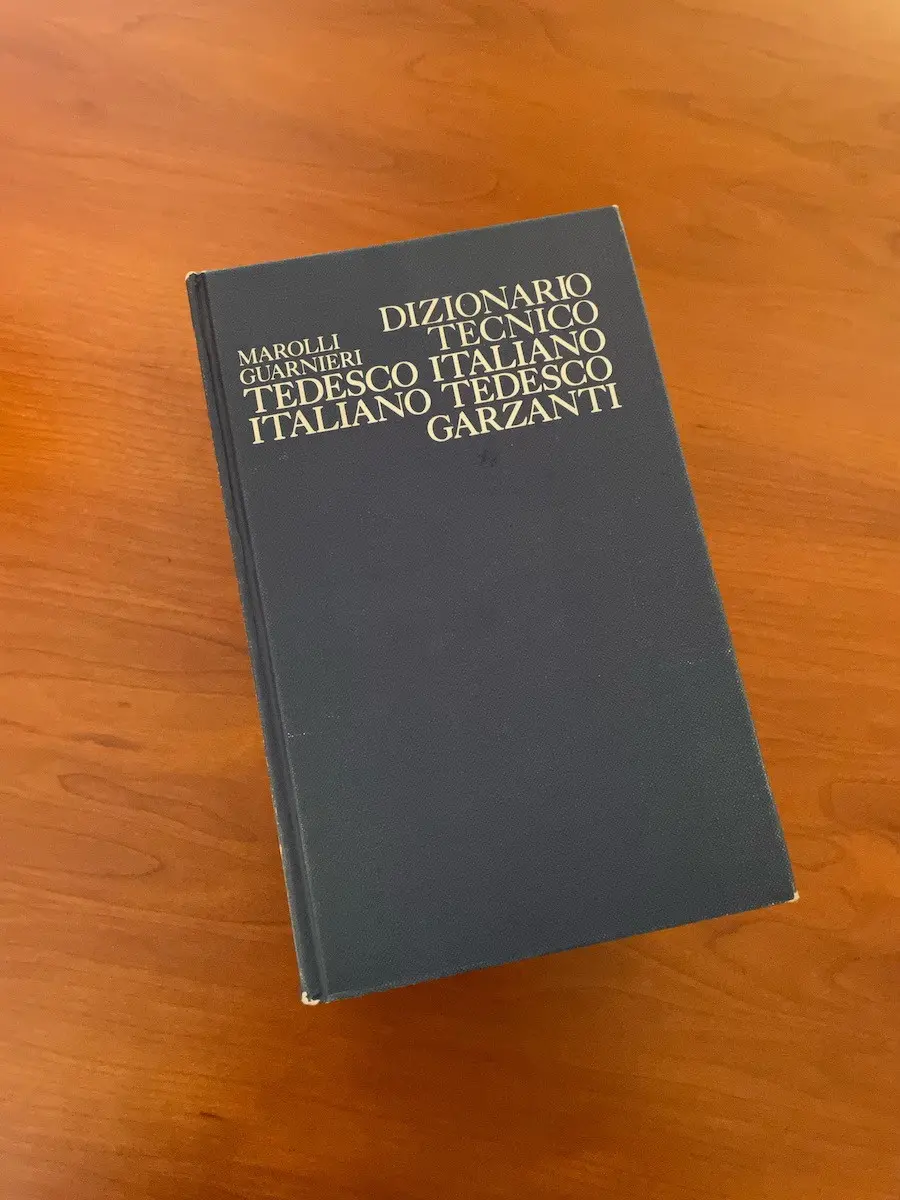 DIZIONARIO
TECNICO
MAROLLI
GUARNIERI
TEDESCO ITALIANO
ITALIANO TEDESCO
GARZANTI